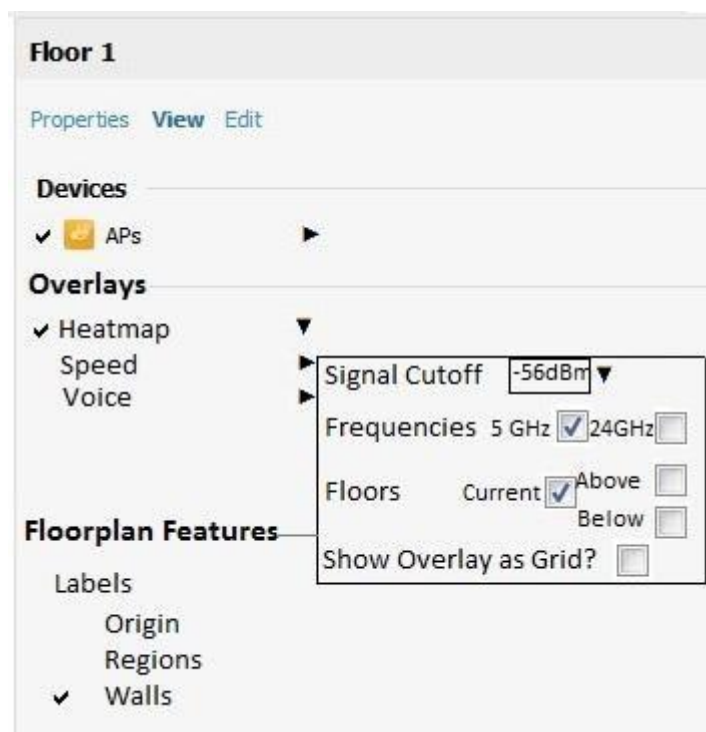 Floor 1
Properties View Edit
Devices
APs
Overlays
Heatmap
Speed
Voice
Signal Cutoff -56dBm
Frequencies 5 GHz 24GHz
Floors Current Above
Below
Show Overlay as Grid?
Floorplan Features
Labels
Origin
Regions
Walls